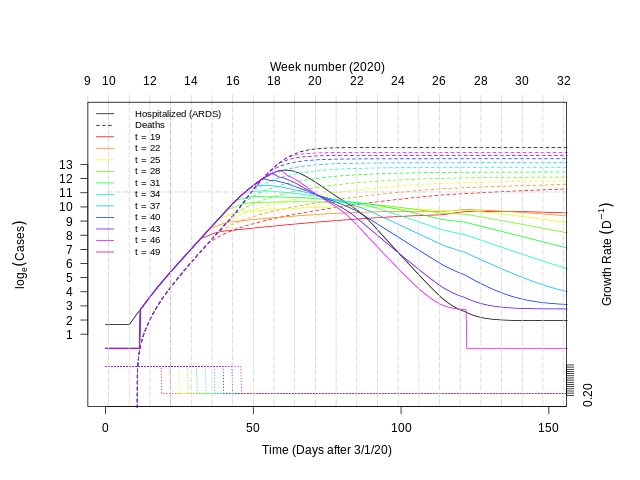 Week number (2020)
9 10 12 14 16 18 20 22 24 26 28 30 32
Hospitalized (ARDS)
Deaths
t = 19
t = 22
t = 25
t = 28
t = 31
t = 34
t = 37
t = 40
t = 43
t = 46
t = 49
13
12
11
10
9
8
7
6
5
4
3
2
1
logₑ(Cases)
Growth Rate (D⁻¹)
0.20
0 50 100 150
Time (Days after 3/1/20)